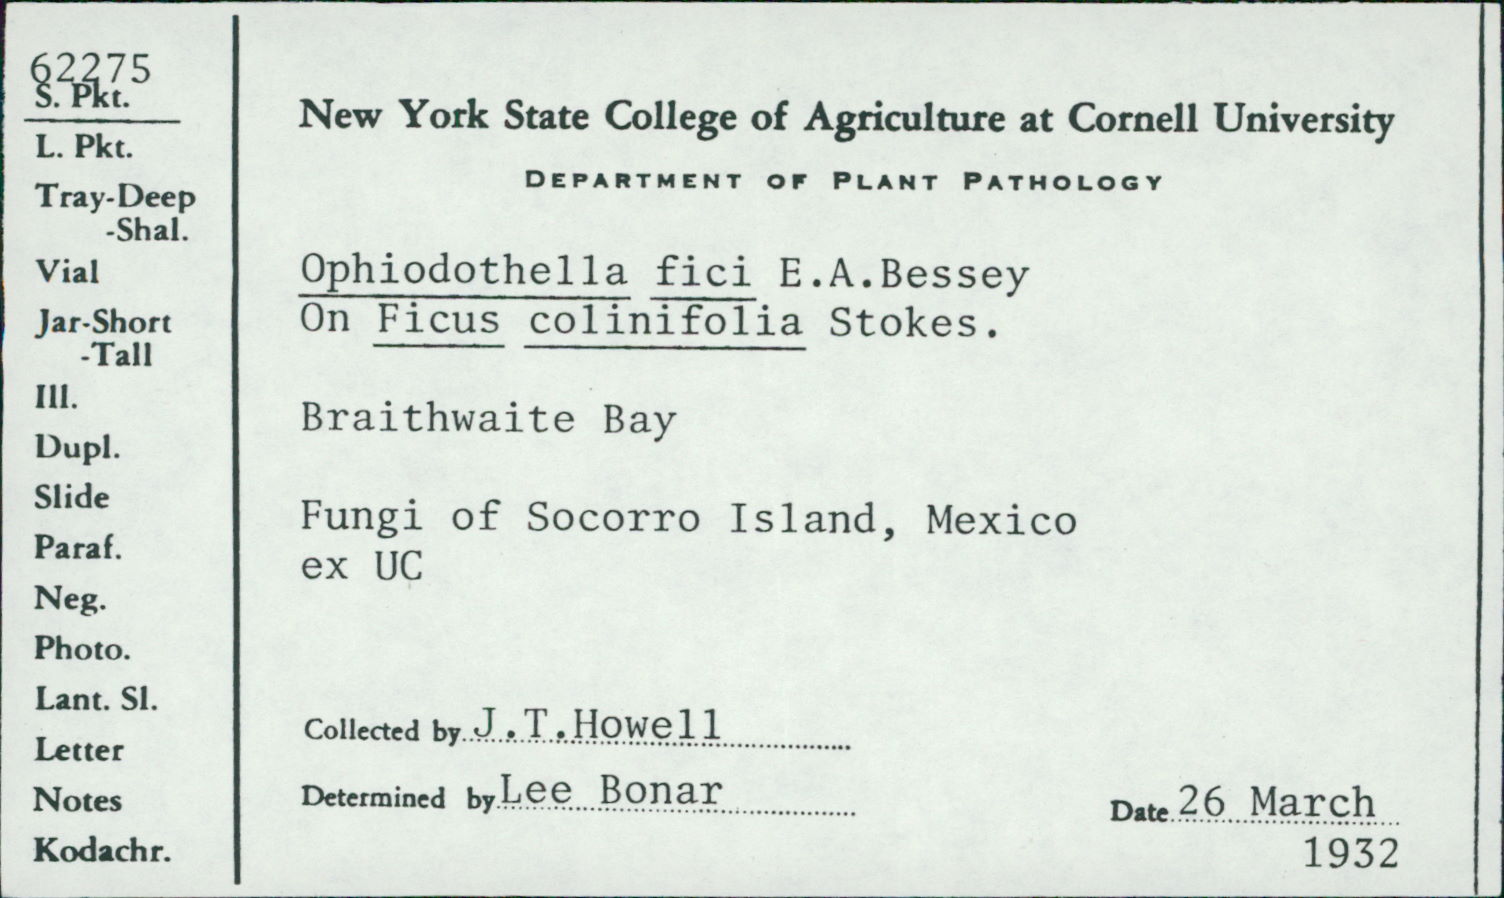 62275
S. Pkt.
L. Pkt.
Tray-Deep
-Shal.
Vial
Jar-Short
-Tall
Ill.
Dupl.
Slide
Paraf.
Neg.
Photo.
Lant. Sl.
Letter
Notes
Kodachr.
New York State College of Agriculture at Cornell University
DEPARTMENT OF PLANT PATHOLOGY
Ophiodothella fici E.A.Bessey
On Ficus colinifolia Stokes.
Braithwaite Bay
Fungi of Socorro Island, Mexico
ex UC
Collected by J.T.Howell
Determined by Lee Bonar
Date 26 March
1932